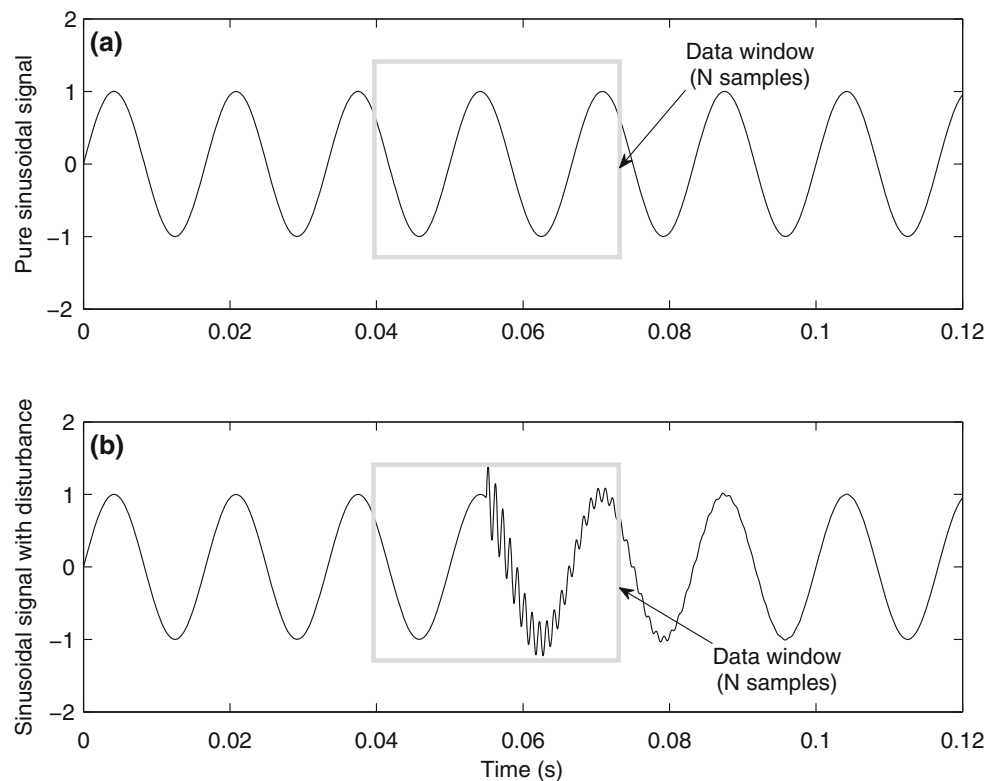 2
(a)
Data window
(N samples)
1
0
−1
−2
Pure sinusoidal signal
0 0.02 0.04 0.06 0.08 0.1 0.12
2
(b)
1
0
−1
−2
Sinusoidal signal with disturbance
Data window
(N samples)
0 0.02 0.04 0.06 0.08 0.1 0.12
Time (s)